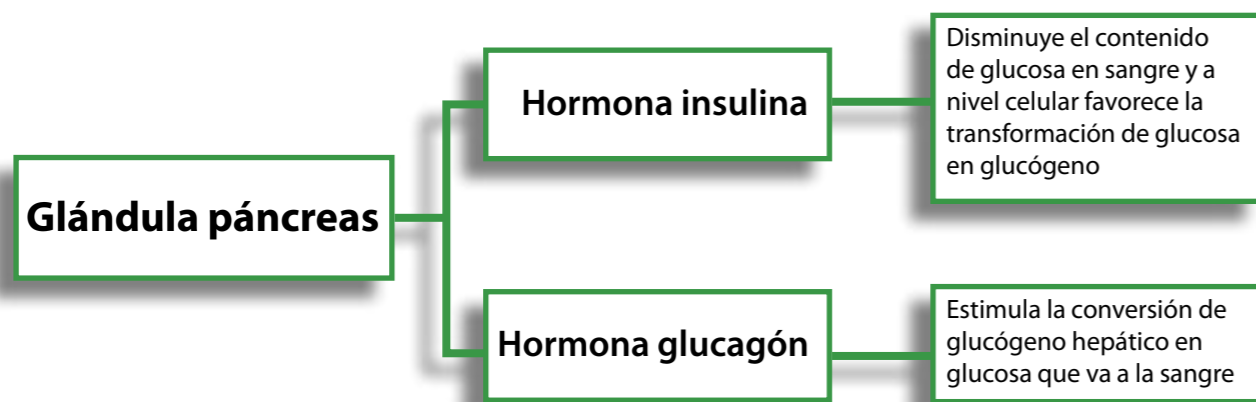 Glándula páncreas
Hormona insulina
Disminuye el contenido
de glucosa en sangre y a
nivel celular favorece la
transformación de glucosa
en glucógeno
Hormona glucagón
Estimula la conversión de
glucógeno hepático en
glucosa que va a la sangre